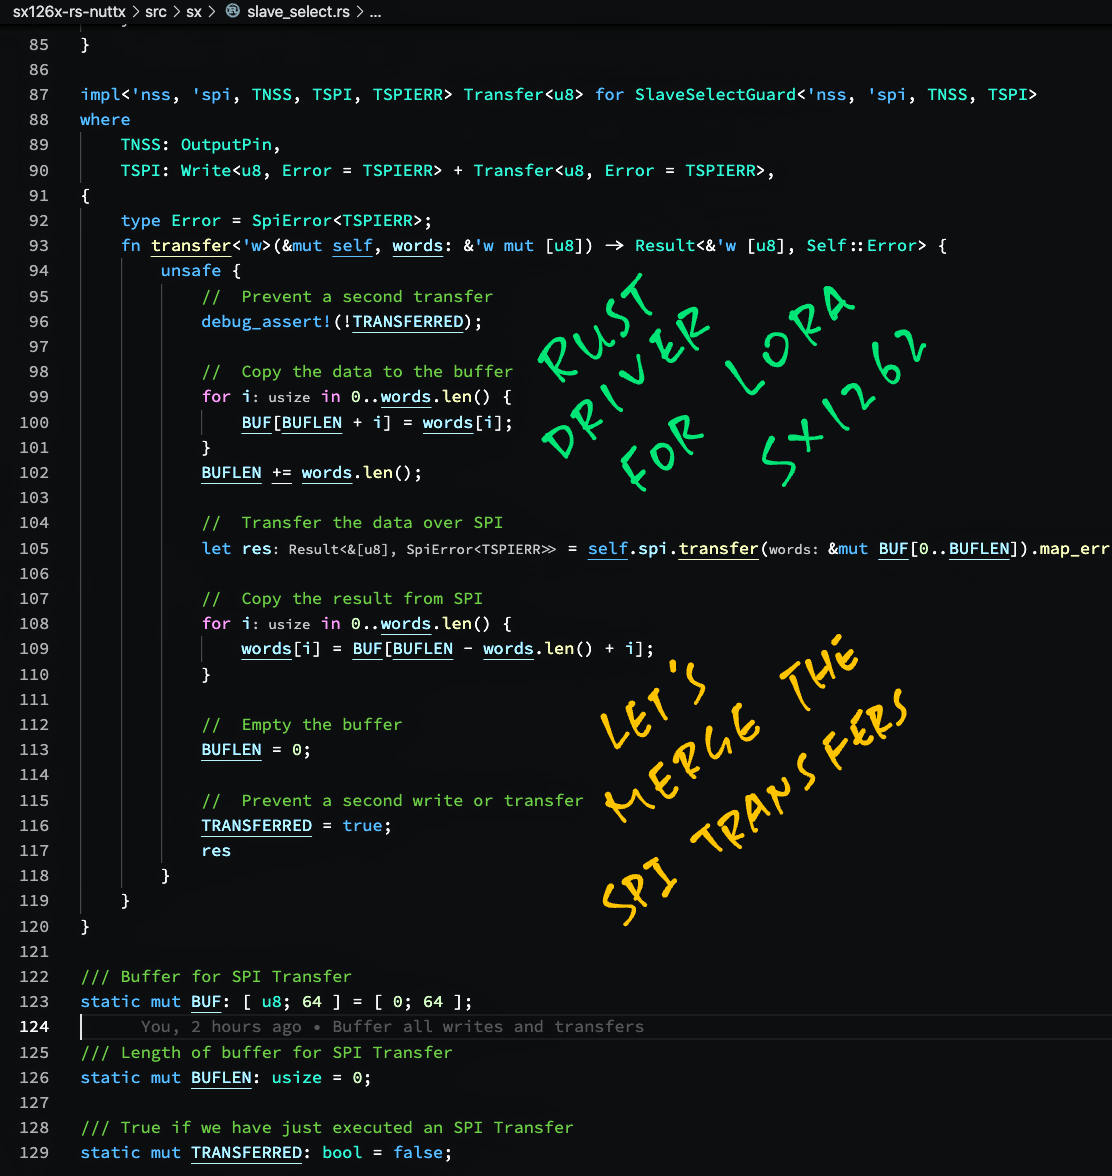 sx126x-rs-nuttx > src > sx > slave_select.rs > ...
85 }
86
87 impl<'nss, 'spi, TNSS, TSPI, TSPIERR> Transfer<u8> for SlaveSelectGuard<'nss, 'spi, TNSS, TSPI>
88 where
89     TNSS: OutputPin,
90     TSPI: Write<u8, Error = TSPIERR> + Transfer<u8, Error = TSPIERR>,
91 {
92     type Error = SpiError<TSPIERR>;
93     fn transfer<'w>(&mut self, words: &'w mut [u8]) → Result<&'w [u8], Self::Error> {
94         unsafe {
95             //  Prevent a second transfer
96             debug_assert!(!TRANSFERRED);
97
98             //  Copy the data to the buffer
99             for i: usize in 0..words.len() {
100                 BUF[BUFLEN + i] = words[i];
101             }
102             BUFLEN += words.len();
103
104             //  Transfer the data over SPI
105             let res: Result<&[u8], SpiError<TSPIERR>> = self.spi.transfer(words: &mut BUF[0..BUFLEN]).map_err
106
107             //  Copy the result from SPI
108             for i: usize in 0..words.len() {
109                 words[i] = BUF[BUFLEN - words.len() + i];
110             }
111
112             //  Empty the buffer
113             BUFLEN = 0;
114
115             //  Prevent a second write or transfer
116             TRANSFERRED = true;
117             res
118         }
119     }
120 }
121
122 /// Buffer for SPI Transfer
123 static mut BUF: [ u8; 64 ] = [ 0; 64 ];
124 You, 2 hours ago • Buffer all writes and transfers
125 /// Length of buffer for SPI Transfer
126 static mut BUFLEN: usize = 0;
127
128 /// True if we have just executed an SPI Transfer
129 static mut TRANSFERRED: bool = false;
RUST
DRIVER
FOR LORA
SX1262
LET'S
MERGE THE
SPI TRANSFERS